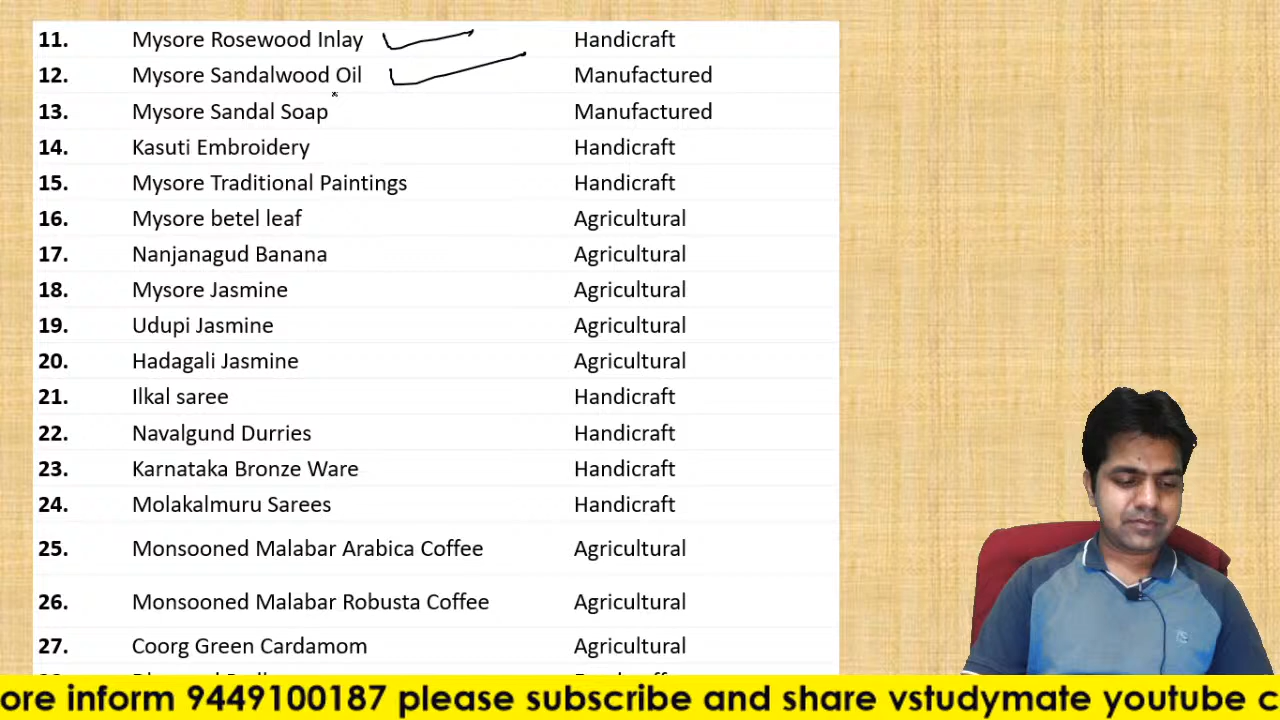 11. Mysore Rosewood Inlay Handicraft
12. Mysore Sandalwood Oil Manufactured
13. Mysore Sandal Soap Manufactured
14. Kasuti Embroidery Handicraft
15. Mysore Traditional Paintings Handicraft
16. Mysore betel leaf Agricultural
17. Nanjanagud Banana Agricultural
18. Mysore Jasmine Agricultural
19. Udupi Jasmine Agricultural
20. Hadagali Jasmine Agricultural
21. Ilkal saree Handicraft
22. Navalgund Durries Handicraft
23. Karnataka Bronze Ware Handicraft
24. Molakalmuru Sarees Handicraft
25. Monsooned Malabar Arabica Coffee Agricultural
26. Monsooned Malabar Robusta Coffee Agricultural
27. Coorg Green Cardamom Agricultural
ore inform 9449100187 please subscribe and share vstudymate youtube c